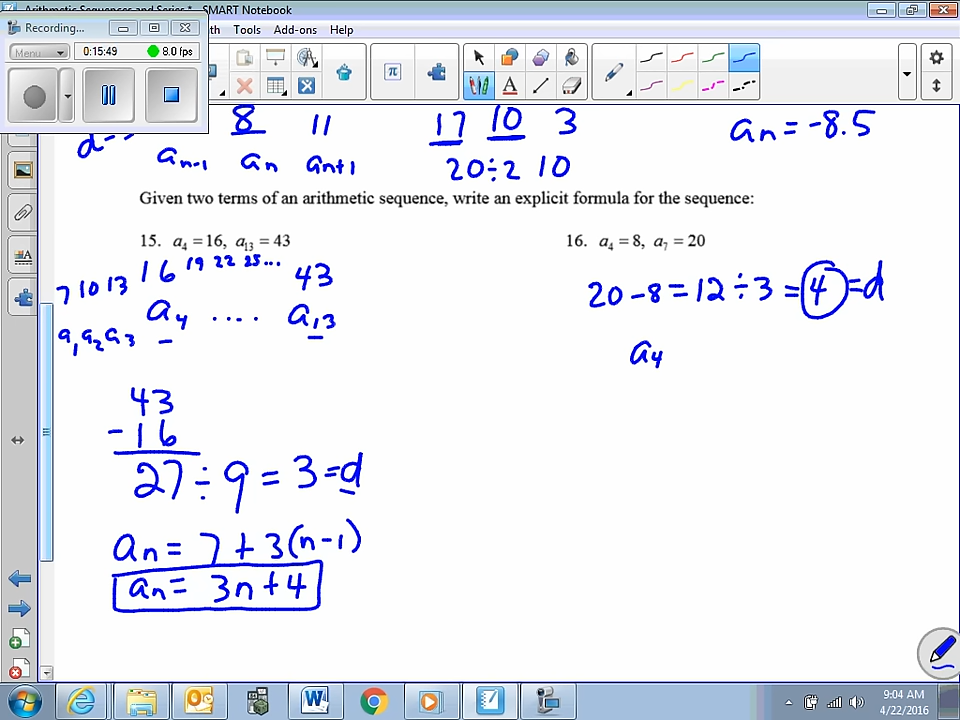 Arithmetic Sequences and Series * - SMART Notebook
Recording...
Menu
0:15:49
8.0 fps
Tools Add-ons Help
8 11
17 10 3
an = -8.5
an-1 an an+1
20÷2 10
Given two terms of an arithmetic sequence, write an explicit formula for the sequence:
15. a4 = 16, a13 = 43
16. a4 = 8, a7 = 20
7 10 13 16 19 22 25... 43
a1 a2 a3 a4 .... a13
20 - 8 = 12 ÷ 3 = 4 = d
a4
43
-16
27 ÷ 9 = 3 = d
an = 7 + 3(n-1)
an = 3n+4
9:04 AM
4/22/2016